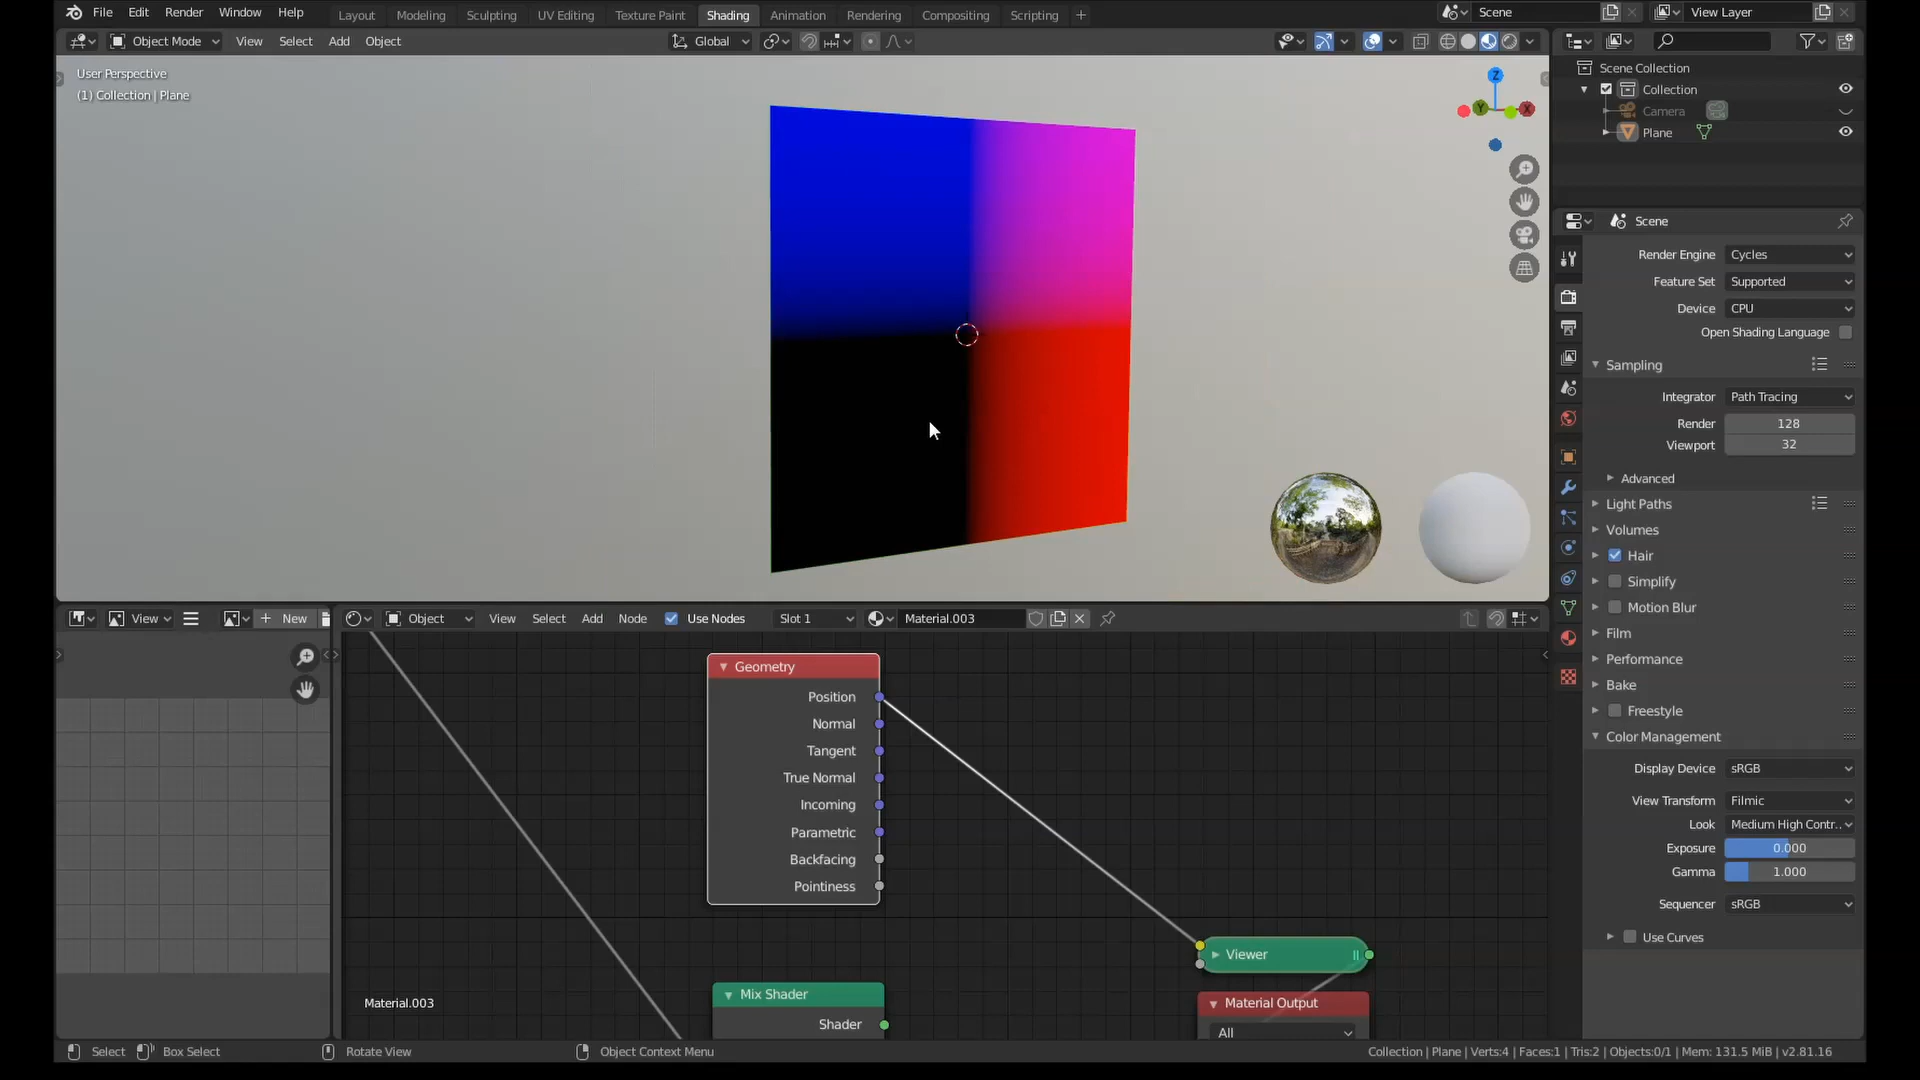 File Edit Render Window Help Layout Modeling Sculpting UV Editing Texture Paint Shading Animation Rendering Compositing Scripting + Scene View Layer
Object Mode View Select Add Object Global
User Perspective
(1) Collection | Plane
Z
Y
X
Scene Collection
Collection
Camera
Plane
Scene
Render Engine Cycles
Feature Set Supported
Device CPU
Open Shading Language
Sampling
Integrator Path Tracing
Render 128
Viewport 32
Advanced
Light Paths
Volumes
Hair
Simplify
Motion Blur
Film
Performance
Bake
Freestyle
Color Management
Display Device sRGB
View Transform Filmic
Look Medium High Contr..
Exposure 0.000
Gamma 1.000
Sequencer sRGB
Use Curves
View + New
Object View Select Add Node Use Nodes Slot 1 Material.003
Geometry
Position
Normal
Tangent
True Normal
Incoming
Parametric
Backfacing
Pointiness
Viewer
Mix Shader
Shader
Material Output
All
Material.003
Select Box Select Rotate View Object Context Menu Collection | Plane | Verts:4 | Faces:1 | Tris:2 | Objects:0/1 | Mem: 131.5 MiB | v2.81.16